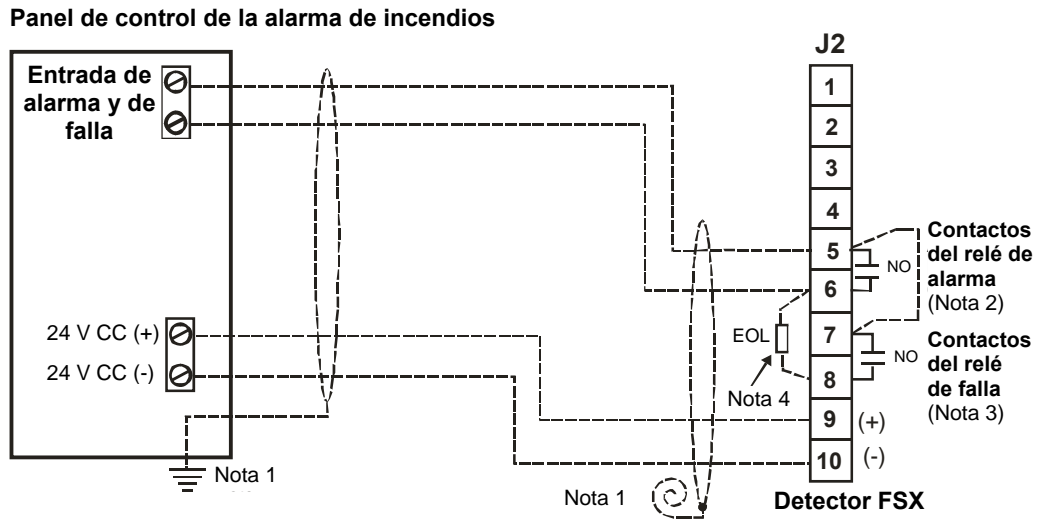 Panel de control de la alarma de incendios
Entrada de
alarma y de
falla
24 V CC (+)
24 V CC (-)
Nota 1
J2
1
2
3
4
5
6
7
8
9
10
NO
Contactos
del relé de
alarma
(Nota 2)
EOL
Nota 4
NO
Contactos
del relé
de falla
(Nota 3)
(+)
(-)
Nota 1
Detector FSX